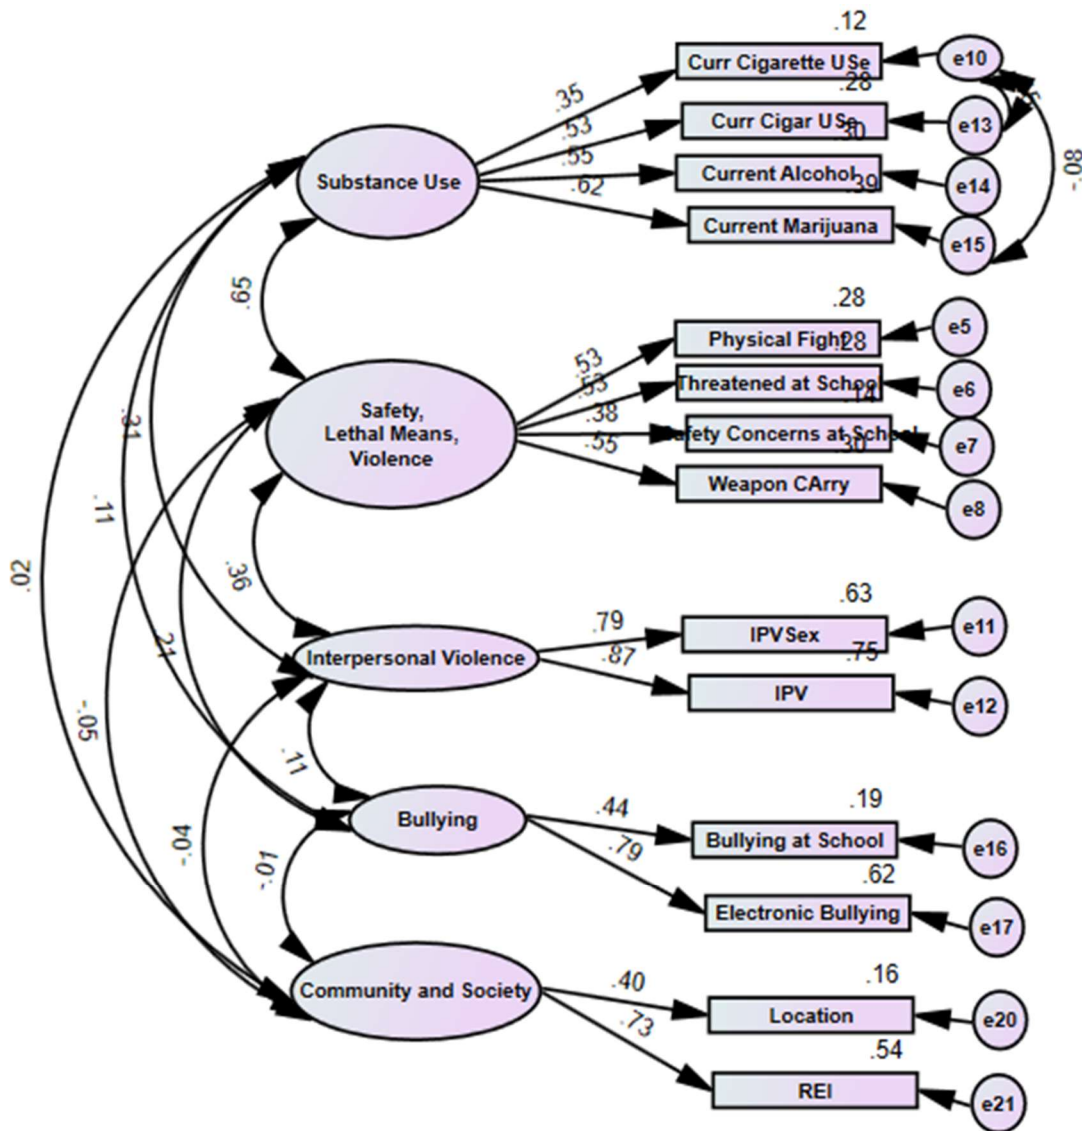 .12
Curr Cigarette USe
e10
.35
.28
Curr Cigar USe
e13
.53
.30
Current Alcohol
e14
.55
.39
Current Marijuana
e15
.62
-.08
Substance Use
.65
.28
Physical Fight
e5
.53
.28
Threatened at School
e6
.53
.14
Safety Concerns at School
e7
.38
.30
Weapon CArry
e8
.55
Safety,
Lethal Means,
Violence
.31
.11
.02
.36
.21
-.05
.63
IPVSex
e11
.79
.75
IPV
e12
.87
Interpersonal Violence
.11
-.04
.19
Bullying at School
e16
.44
.62
Electronic Bullying
e17
.79
Bullying
-.01
.16
Location
e20
.40
.54
REI
e21
.73
Community and Society